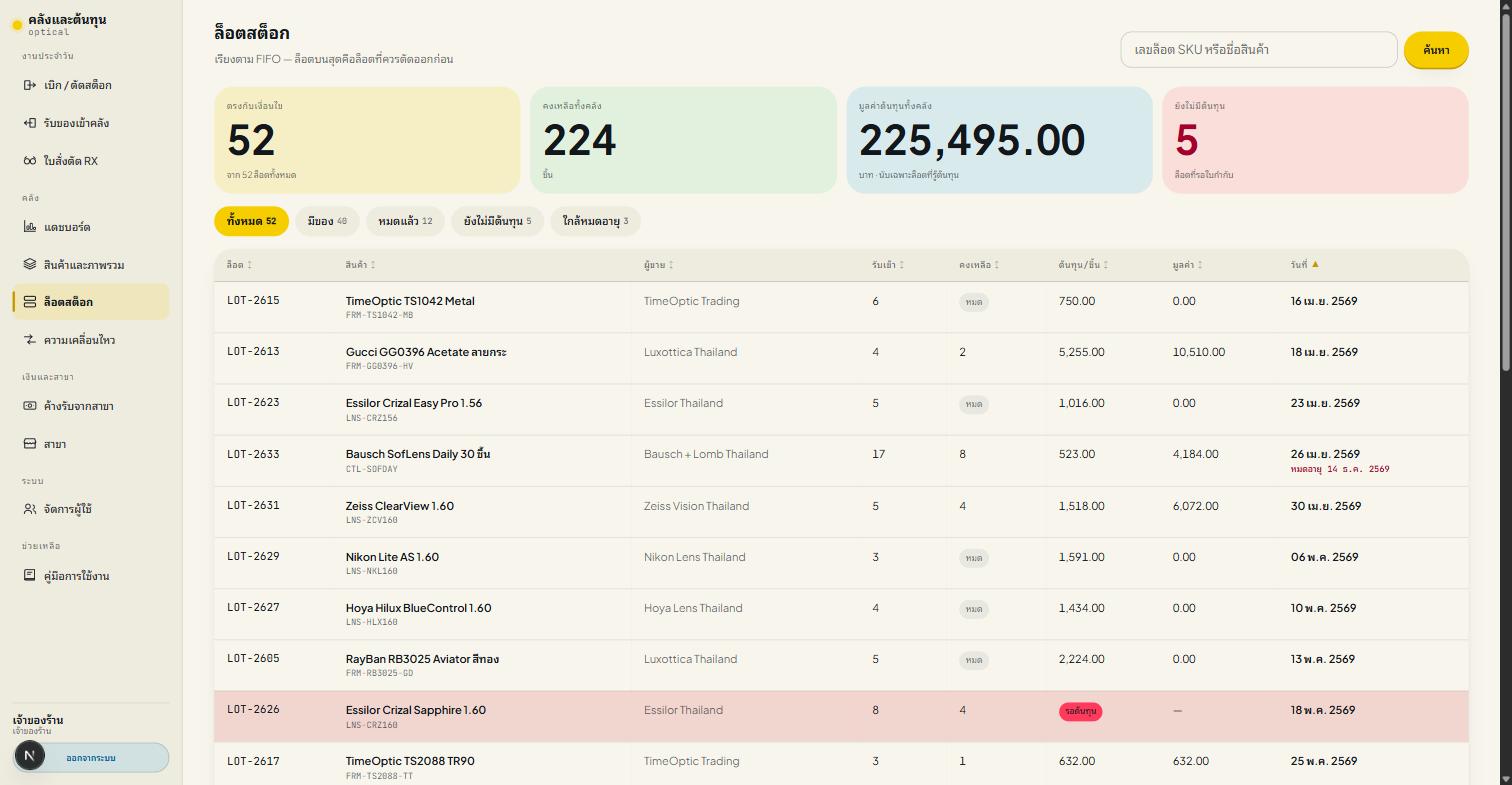 คลังและต้นทุน
optical
งานประจำวัน
เบิก / ตัดสต็อก
รับของเข้าคลัง
ใบสั่งตัด RX
คลัง
แดชบอร์ด
สินค้าและภาพรวม
ล็อตสต็อก
ความเคลื่อนไหว
เงินและสาขา
ค้างรับจากสาขา
สาขา
ระบบ
จัดการผู้ใช้
ช่วยเหลือ
คู่มือการใช้งาน
เจ้าของร้าน
เจ้าของร้าน
N ออกจากระบบ
ล็อตสต็อก
เรียงตาม FIFO — ล็อตบนสุดคือล็อตที่ควรตัดออกก่อน
เลขล็อต SKU หรือชื่อสินค้า ค้นหา
ตรงกับเงื่อนไข
52
จาก 52 ล็อตทั้งหมด
คงเหลือทั้งคลัง
224
ชิ้น
มูลค่าต้นทุนทั้งคลัง
225,495.00
บาท · นับเฉพาะล็อตที่รู้ต้นทุน
ยังไม่มีต้นทุน
5
ล็อตที่รอใบกำกับ
ทั้งหมด 52 มีของ 40 หมดแล้ว 12 ยังไม่มีต้นทุน 5 ใกล้หมดอายุ 3
ล็อต สินค้า ผู้ขาย รับเข้า คงเหลือ ต้นทุน/ชิ้น มูลค่า วันที่ ▲
LOT-2615 TimeOptic TS1042 Metal TimeOptic Trading 6 หมด 750.00 0.00 16 เม.ย. 2569
FRM-TS1042-MB
LOT-2613 Gucci GG0396 Acetate ลายกระ Luxottica Thailand 4 2 5,255.00 10,510.00 18 เม.ย. 2569
FRM-GG0396-HV
LOT-2623 Essilor Crizal Easy Pro 1.56 Essilor Thailand 5 หมด 1,016.00 0.00 23 เม.ย. 2569
LNS-CRZ156
LOT-2633 Bausch SofLens Daily 30 ชิ้น Bausch + Lomb Thailand 17 8 523.00 4,184.00 26 เม.ย. 2569
CTL-SOFDAY หมดอายุ 14 ธ.ค. 2569
LOT-2631 Zeiss ClearView 1.60 Zeiss Vision Thailand 5 4 1,518.00 6,072.00 30 เม.ย. 2569
LNS-ZCV160
LOT-2629 Nikon Lite AS 1.60 Nikon Lens Thailand 3 หมด 1,591.00 0.00 06 พ.ค. 2569
LNS-NKL160
LOT-2627 Hoya Hilux BlueControl 1.60 Hoya Lens Thailand 4 หมด 1,434.00 0.00 10 พ.ค. 2569
LNS-HLX160
LOT-2605 RayBan RB3025 Aviator สีทอง Luxottica Thailand 5 หมด 2,224.00 0.00 13 พ.ค. 2569
FRM-RB3025-GD
LOT-2626 Essilor Crizal Sapphire 1.60 Essilor Thailand 8 4 รอต้นทุน — 18 พ.ค. 2569
LNS-CRZ160
LOT-2617 TimeOptic TS2088 TR90 TimeOptic Trading 3 1 632.00 632.00 25 พ.ค. 2569
FRM-TS2088-TT